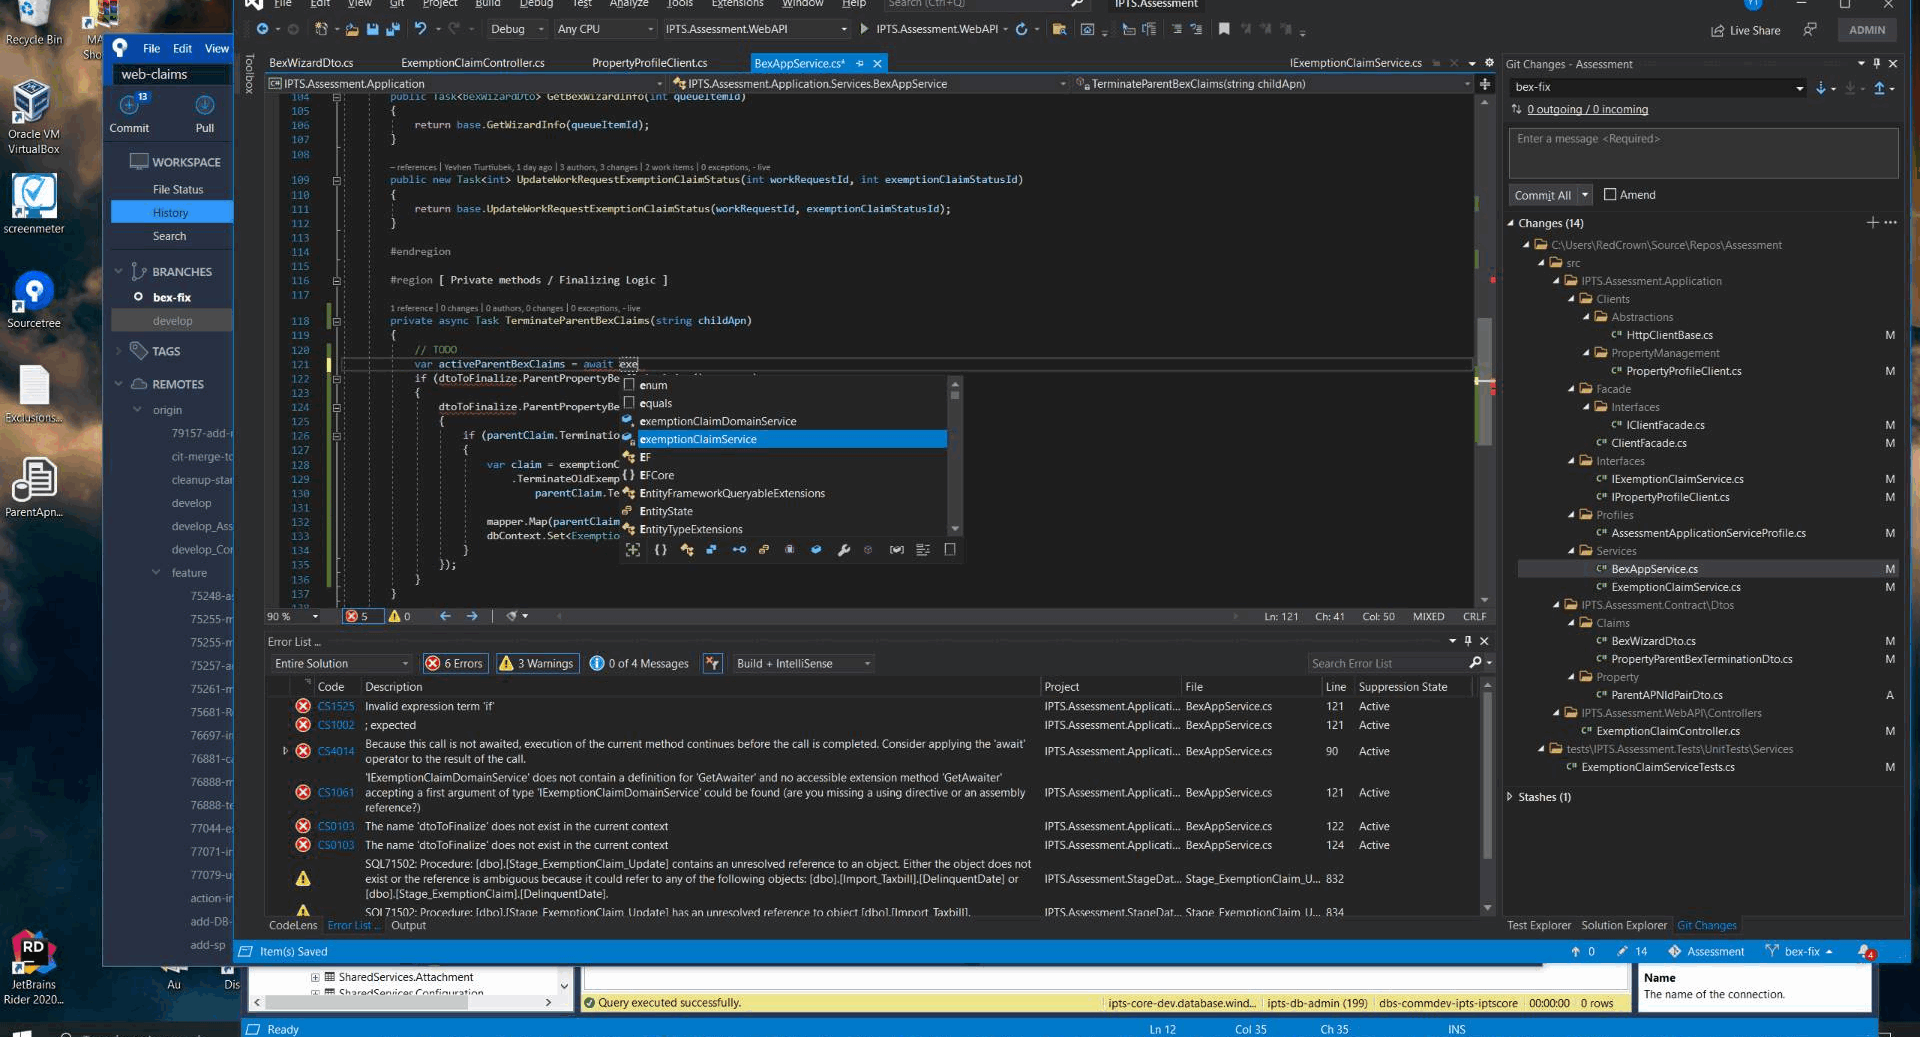 File Edit View Git Project Build Debug Test Analyze Tools Extensions Window Help Search (Ctrl+Q) IPTS.Assessment YT
Debug Any CPU IPTS.Assessment.WebAPI IPTS.Assessment.WebAPI Live Share ADMIN
Recycle Bin
Oracle VM
VirtualBox
screenmeter
Sourcetree
Exclusions...
ParentApn...
RD
JetBrains
Rider 2020...
File Edit View
web-claims
13
Commit Pull
WORKSPACE
File Status
History
Search
BRANCHES
bex-fix
develop
TAGS
REMOTES
origin
79157-add-
cit-merge-to
cleanup-star
develop
develop_Ass
develop_Cor
feature
75248-a
75255-m
75255-m
75257-a
75261-m
75681-R
76697-in
76881-c
76888-m
76888-te
77044-e
77071-in
77079-u
action-in
add-DB-
add-sp
Toolbox
BexWizardDto.cs ExemptionClaimController.cs PropertyProfileClient.cs BexAppService.cs* IExemptionClaimService.cs
IPTS.Assessment.Application IPTS.Assessment.Application.Services.BexAppService TerminateParentBexClaims(string childApn)
104 public Task<BexWizardDto> GetBexWizardInfo(int queueItemId)
105 {
106 return base.GetWizardInfo(queueItemId);
107 }
108
– references | Yevhen Tiurtiubek, 1 day ago | 3 authors, 3 changes | 2 work items | 0 exceptions, - live
109 public new Task<int> UpdateWorkRequestExemptionClaimStatus(int workRequestId, int exemptionClaimStatusId)
110 {
111 return base.UpdateWorkRequestExemptionClaimStatus(workRequestId, exemptionClaimStatusId);
112 }
113
114 #endregion
115
116 #region [ Private methods / Finalizing Logic ]
117
1 reference | 0 changes | 0 authors, 0 changes | 0 exceptions, - live
118 private async Task TerminateParentBexClaims(string childApn)
119 {
120 // TODO
121 var activeParentBexClaims = await exe
122 if (dtoToFinalize.ParentPropertyBe
123 {
124 dtoToFinalize.ParentPropertyBe
125 {
126 if (parentClaim.Terminatio
127 {
128 var claim = exemptionC
129 .TerminateOldExemp
130 parentClaim.Te
131
132 mapper.Map(parentClaim
133 dbContext.Set<Exemptio
134 }
135 });
136 }
137 }
enum
equals
exemptionClaimDomainService
exemptionClaimService
EF
EFCore
EntityFrameworkQueryableExtensions
EntityState
EntityTypeExtensions
90 % 5 0 Ln: 121 Ch: 41 Col: 50 MIXED CRLF
Error List ...
Entire Solution 6 Errors 3 Warnings 0 of 4 Messages Build + IntelliSense Search Error List
Code Description Project File Line Suppression State
CS1525 Invalid expression term 'if' IPTS.Assessment.Applicati... BexAppService.cs 121 Active
CS1002 ; expected IPTS.Assessment.Applicati... BexAppService.cs 121 Active
CS4014 Because this call is not awaited, execution of the current method continues before the call is completed. Consider applying the 'await'
operator to the result of the call. IPTS.Assessment.Applicati... BexAppService.cs 90 Active
CS1061 'IExemptionClaimDomainService' does not contain a definition for 'GetAwaiter' and no accessible extension method 'GetAwaiter'
accepting a first argument of type 'IExemptionClaimDomainService' could be found (are you missing a using directive or an assembly
reference?) IPTS.Assessment.Applicati... BexAppService.cs 121 Active
CS0103 The name 'dtoToFinalize' does not exist in the current context IPTS.Assessment.Applicati... BexAppService.cs 122 Active
CS0103 The name 'dtoToFinalize' does not exist in the current context IPTS.Assessment.Applicati... BexAppService.cs 124 Active
SQL71502: Procedure: [dbo].[Stage_ExemptionClaim_Update] contains an unresolved reference to an object. Either the object does not
exist or the reference is ambiguous because it could refer to any of the following objects: [dbo].[Import_Taxbill].[DelinquentDate] or
[dbo].[Stage_ExemptionClaim].[DelinquentDate]. IPTS.Assessment.StageDat... Stage_ExemptionClaim_U... 832
SQL71502: Procedure: [dbo].[Stage_ExemptionClaim_Update] has an unresolved reference to object [dbo].[Import_Taxbill]. IPTS.Assessment.StageDat... Stage_ExemptionClaim_U... 834
CodeLens Error List ... Output
Item(s) Saved 0 14 Assessment bex-fix 4
Git Changes - Assessment
bex-fix
0 outgoing / 0 incoming
Enter a message <Required>
Commit All Amend
Changes (14)
C:\Users\RedCrown\Source\Repos\Assessment
src
IPTS.Assessment.Application
Clients
Abstractions
C# HttpClientBase.cs M
PropertyManagement
C# PropertyProfileClient.cs M
Facade
Interfaces
C# IClientFacade.cs M
C# ClientFacade.cs M
Interfaces
C# IExemptionClaimService.cs M
C# IPropertyProfileClient.cs M
Profiles
C# AssessmentApplicationServiceProfile.cs M
Services
C# BexAppService.cs M
C# ExemptionClaimService.cs M
IPTS.Assessment.Contract\Dtos
Claims
C# BexWizardDto.cs M
C# PropertyParentBexTerminationDto.cs M
Property
C# ParentAPNIdPairDto.cs A
IPTS.Assessment.WebAPI\Controllers
C# ExemptionClaimController.cs M
tests\IPTS.Assessment.Tests\UnitTests\Services
C# ExemptionClaimServiceTests.cs M
Stashes (1)
Test Explorer Solution Explorer Git Changes
Au Dis
SharedServices.Attachment
SharedServices.Configuration
Query executed successfully. ipts-core-dev.database.wind... ipts-db-admin (199) dbs-commdev-ipts-iptscore 00:00:00 0 rows
Name
The name of the connection.
Ready Ln 12 Col 35 Ch 35 INS